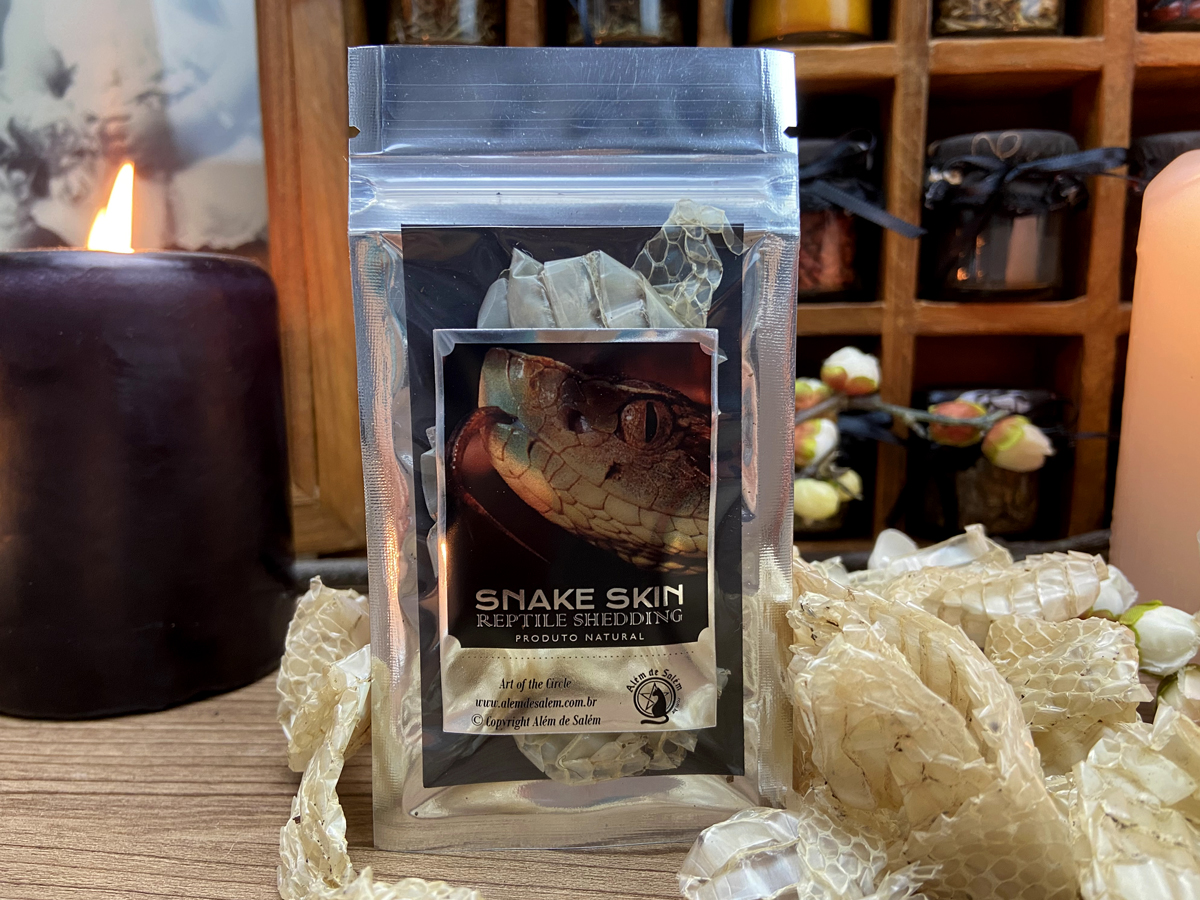 SNAKE SKIN
REPTILE SHEDDING
PRODUTO NATURAL
Art of the Circle
www.alemdesalem.com.br
© Copyright Além de Salém
Além de Salém